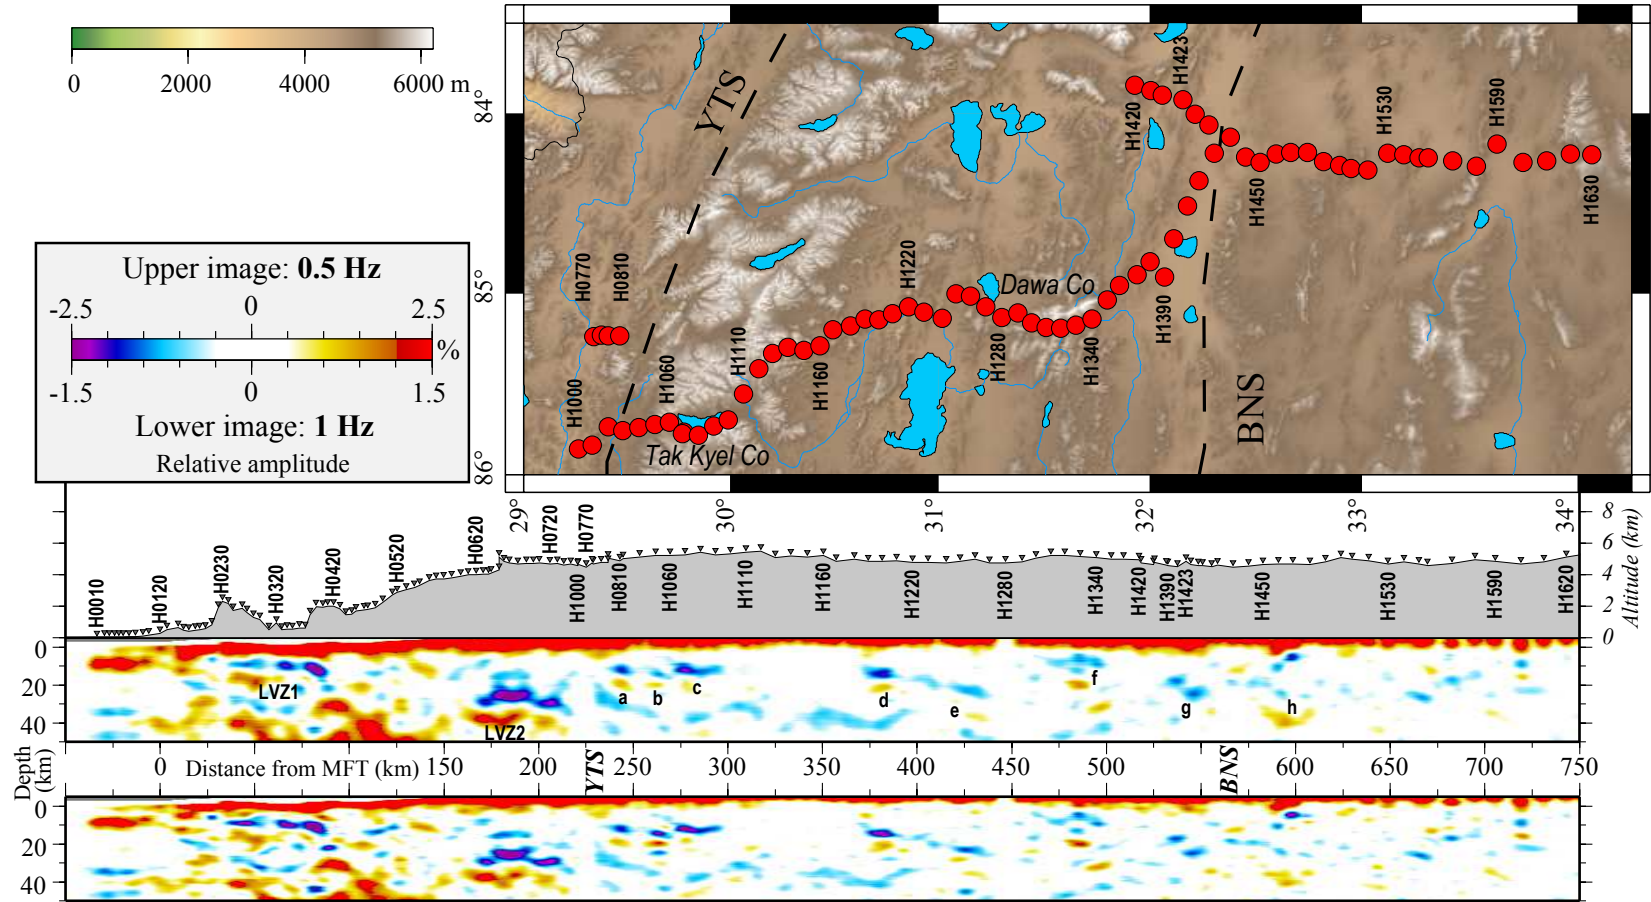 0 2000 4000 6000 m
Upper image: 0.5 Hz
-2.5 0 2.5
%
-1.5 0 1.5
Lower image: 1 Hz
Relative amplitude
84°
85°
86°
YTS
BNS
H0770
H0810
H1000
H1060
H1110
H1160
H1220
H1280
H1340
H1390
H1420
H1423
H1450
H1530
H1590
H1630
Dawa Co
Tak Kyel Co
29° 30° 31° 32° 33° 34°
H0010
H0120
H0230
H0320
H0420
H0520
H0620
H0720
H0770
H1000
H0810
H1060
H1110
H1160
H1220
H1280
H1340
H1420
H1390
H1423
H1450
H1530
H1590
H1620
8
6
4
2
0
Altitude (km)
0
20
40
LVZ1
LVZ2
a b c d e f g h
Depth
(km)
0 Distance from MFT (km) 150 200 250 300 350 400 450 500 550 600 650 700 750
YTS
BNS
0
20
40